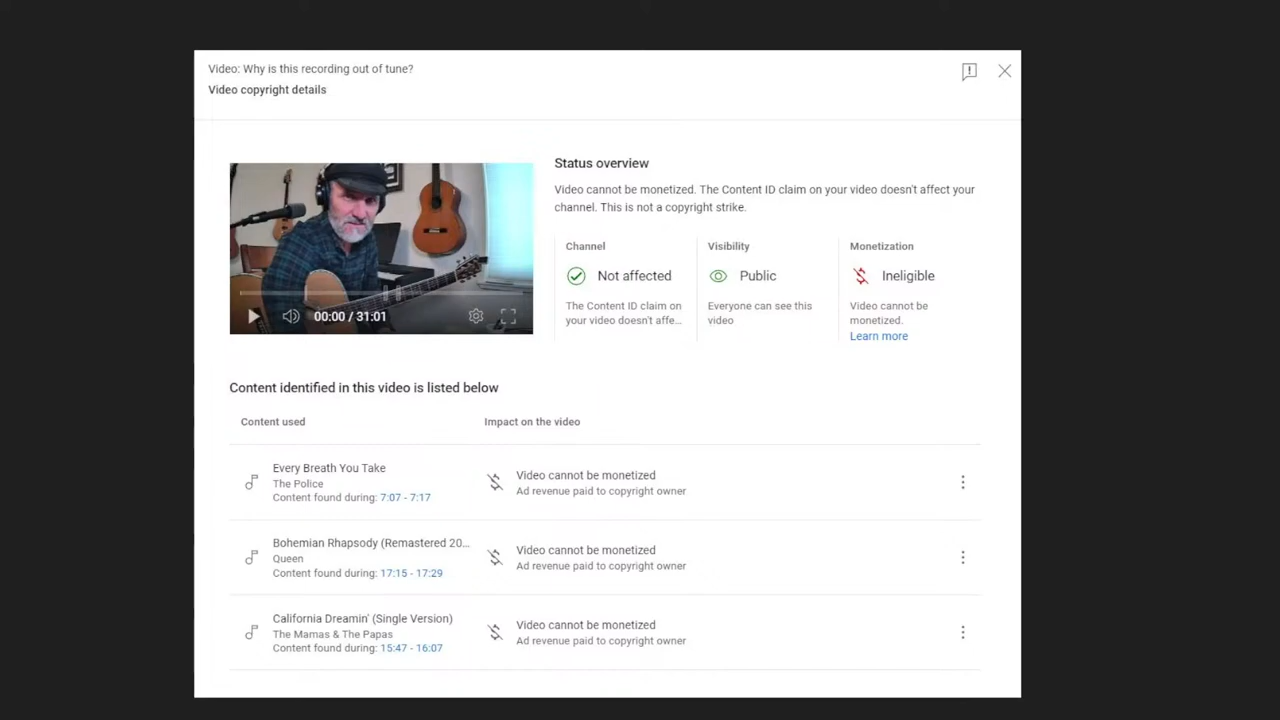 Video: Why is this recording out of tune?
Video copyright details
Status overview
Video cannot be monetized. The Content ID claim on your video doesn't affect your
channel. This is not a copyright strike.
Channel
Not affected
The Content ID claim on
your video doesn't affe...
Visibility
Public
Everyone can see this
video
Monetization
Ineligible
Video cannot be
monetized.
Learn more
00:00 / 31:01
Content identified in this video is listed below
Content used
Impact on the video
Every Breath You Take
The Police
Content found during: 7:07 - 7:17
Video cannot be monetized
Ad revenue paid to copyright owner
Bohemian Rhapsody (Remastered 20...
Queen
Content found during: 17:15 - 17:29
Video cannot be monetized
Ad revenue paid to copyright owner
California Dreamin' (Single Version)
The Mamas & The Papas
Content found during: 15:47 - 16:07
Video cannot be monetized
Ad revenue paid to copyright owner